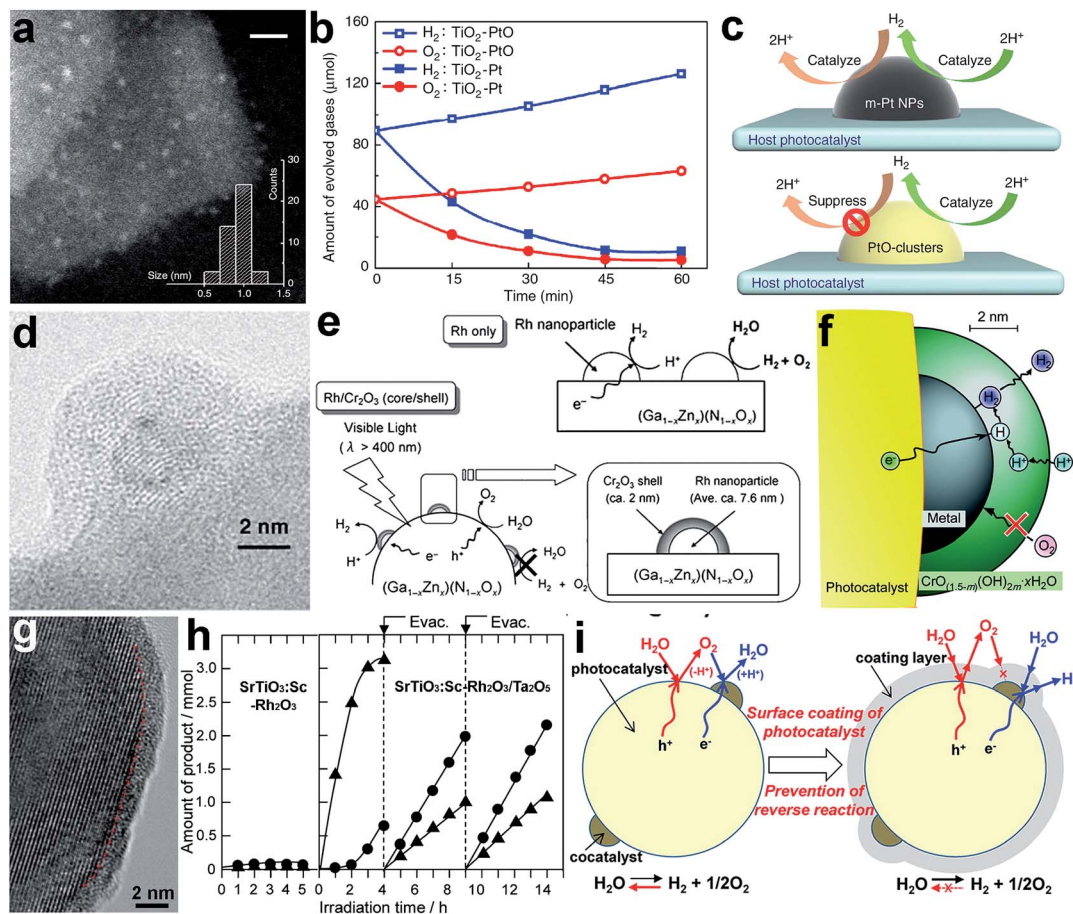 a
30
20
10
0
Counts
Size (nm)
0.5
1.0
1.5
b
Amount of evolved gases (μmol)
160
120
80
40
0
H₂: TiO₂-PtO
O₂: TiO₂-PtO
H₂: TiO₂-Pt
O₂: TiO₂-Pt
0 15 30 45 60
Time (min)
c
H₂
2H⁺ Catalyze Catalyze 2H⁺
m-Pt NPs
Host photocatalyst
H₂
2H⁺ Suppress Catalyze 2H⁺
PtO-clusters
Host photocatalyst
d
2 nm
e
Rh only
Rh nanoparticle
H₂
H⁺
e⁻
H₂O
H₂ + O₂
(Ga₁₋ₓZnₓ)(N₁₋ₓOₓ)
Rh/Cr₂O₃ (core/shell)
Visible Light
(λ > 400 nm)
H₂
H⁺
e⁻
h⁺
O₂
H₂O
H₂O
H₂ + O₂
(Ga₁₋ₓZnₓ)(N₁₋ₓOₓ)
Cr₂O₃ shell
(ca. 2 nm)
Rh nanoparticle
(Ave. ca. 7.6 nm)
(Ga₁₋ₓZnₓ)(N₁₋ₓOₓ)
f
2 nm
H₂
H₂
H
H⁺
H⁺
e⁻
Metal
O₂
Photocatalyst
CrO₍₁.₅₋ₘ₎(OH)₂ₘ·xH₂O
g
2 nm
h
Evac. Evac.
Amount of product / mmol
3.0
2.5
2.0
1.5
1.0
0.5
0
SrTiO₃:Sc
-Rh₂O₃
SrTiO₃:Sc-Rh₂O₃/Ta₂O₅
0 1 2 3 4 5 0 2 4 6 8 10 12 14
Irradiation time / h
i
H₂O
O₂
H₂O
(-H⁺)
(+H⁺)
photocatalyst
h⁺
e⁻
cocatalyst
H₂O H₂ + 1/2O₂
Surface coating of
photocatalyst
Prevention of
reverse reaction
coating layer
H₂O
O₂
H₂O
H
x
h⁺
e⁻
H₂O H₂ + 1/2O₂